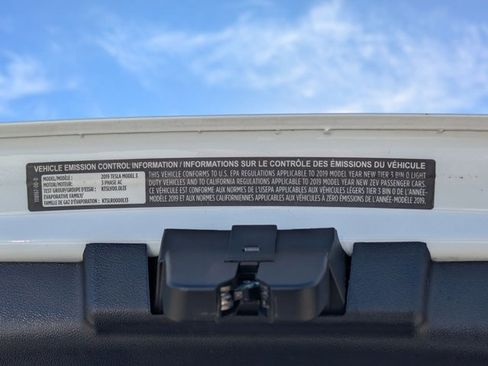 VEHICLE EMISSION CONTROL INFORMATION / INFORMATIONS SUR LE CONTRÔLE DES ÉMISSIONS DU VÉHICULE
MODEL/MODÈLE : 2019 TESLA MODEL 3
MOTOR/MOTEUR: 3 PHASE AC
TEST GROUP/GROUPE D'ESSAI :
EVAPORATIVE FAMILY/
FAMILLE DE GAZ D'ÉVAPORATION :
THIS VEHICLE CONFORMS TO U.S. EPA REGULATIONS APPLICABLE TO 2019 MODEL YEAR NEW TIER 3 BIN 0 LIGHT
DUTY VEHICLES AND TO CALIFORNIA REGULATIONS APPLICABLE TO 2019 MODEL YEAR NEW ZEV PASSENGER CARS.
CE VÉHICULE EST CONFORME AUX NORMES DE L'USEPA APPLICABLES AUX VÉHICULES LÉGERS TIER 3 BIN 0 DE L'ANNÉE-
MODÈLE 2019 ET AUX NORMES CALIFORNIENNES APPLICABLES AUX VÉHICULES À ZÉRO ÉMISSIONS DE L'ANNÉE-MODÈLE 2019.